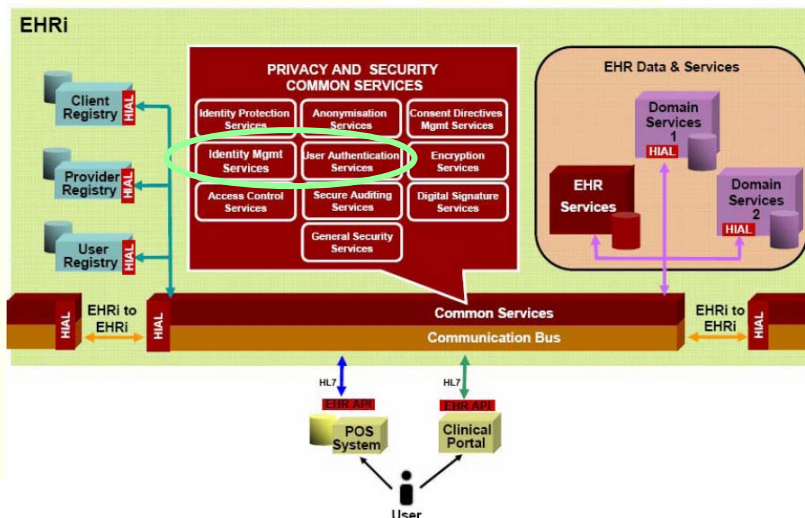 EHRi
PRIVACY AND SECURITY
COMMON SERVICES
Identity Protection
Services
Anonymisation
Services
Consent Directives
Mgmt Services
Identity Mgmt
Services
User Authentication
Services
Encryption
Services
Access Control
Services
Secure Auditing
Services
Digital Signature
Services
General Security
Services
Client
Registry
HIAL
Provider
Registry
HIAL
User
Registry
HIAL
EHR Data & Services
Domain
Services
1
HIAL
EHR
Services
Domain
Services
2
HIAL
HIAL
EHRi to
EHRi
HIAL
Common Services
Communication Bus
EHRi to
EHRi
HIAL
HL7
EHR API
POS
System
HL7
EHR API
Clinical
Portal
User